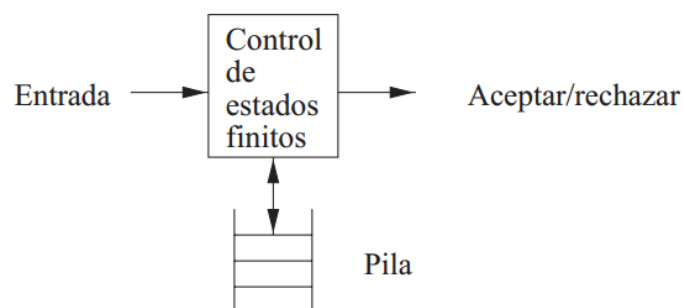 Control
de
estados
finitos
Entrada
Aceptar/rechazar
Pila